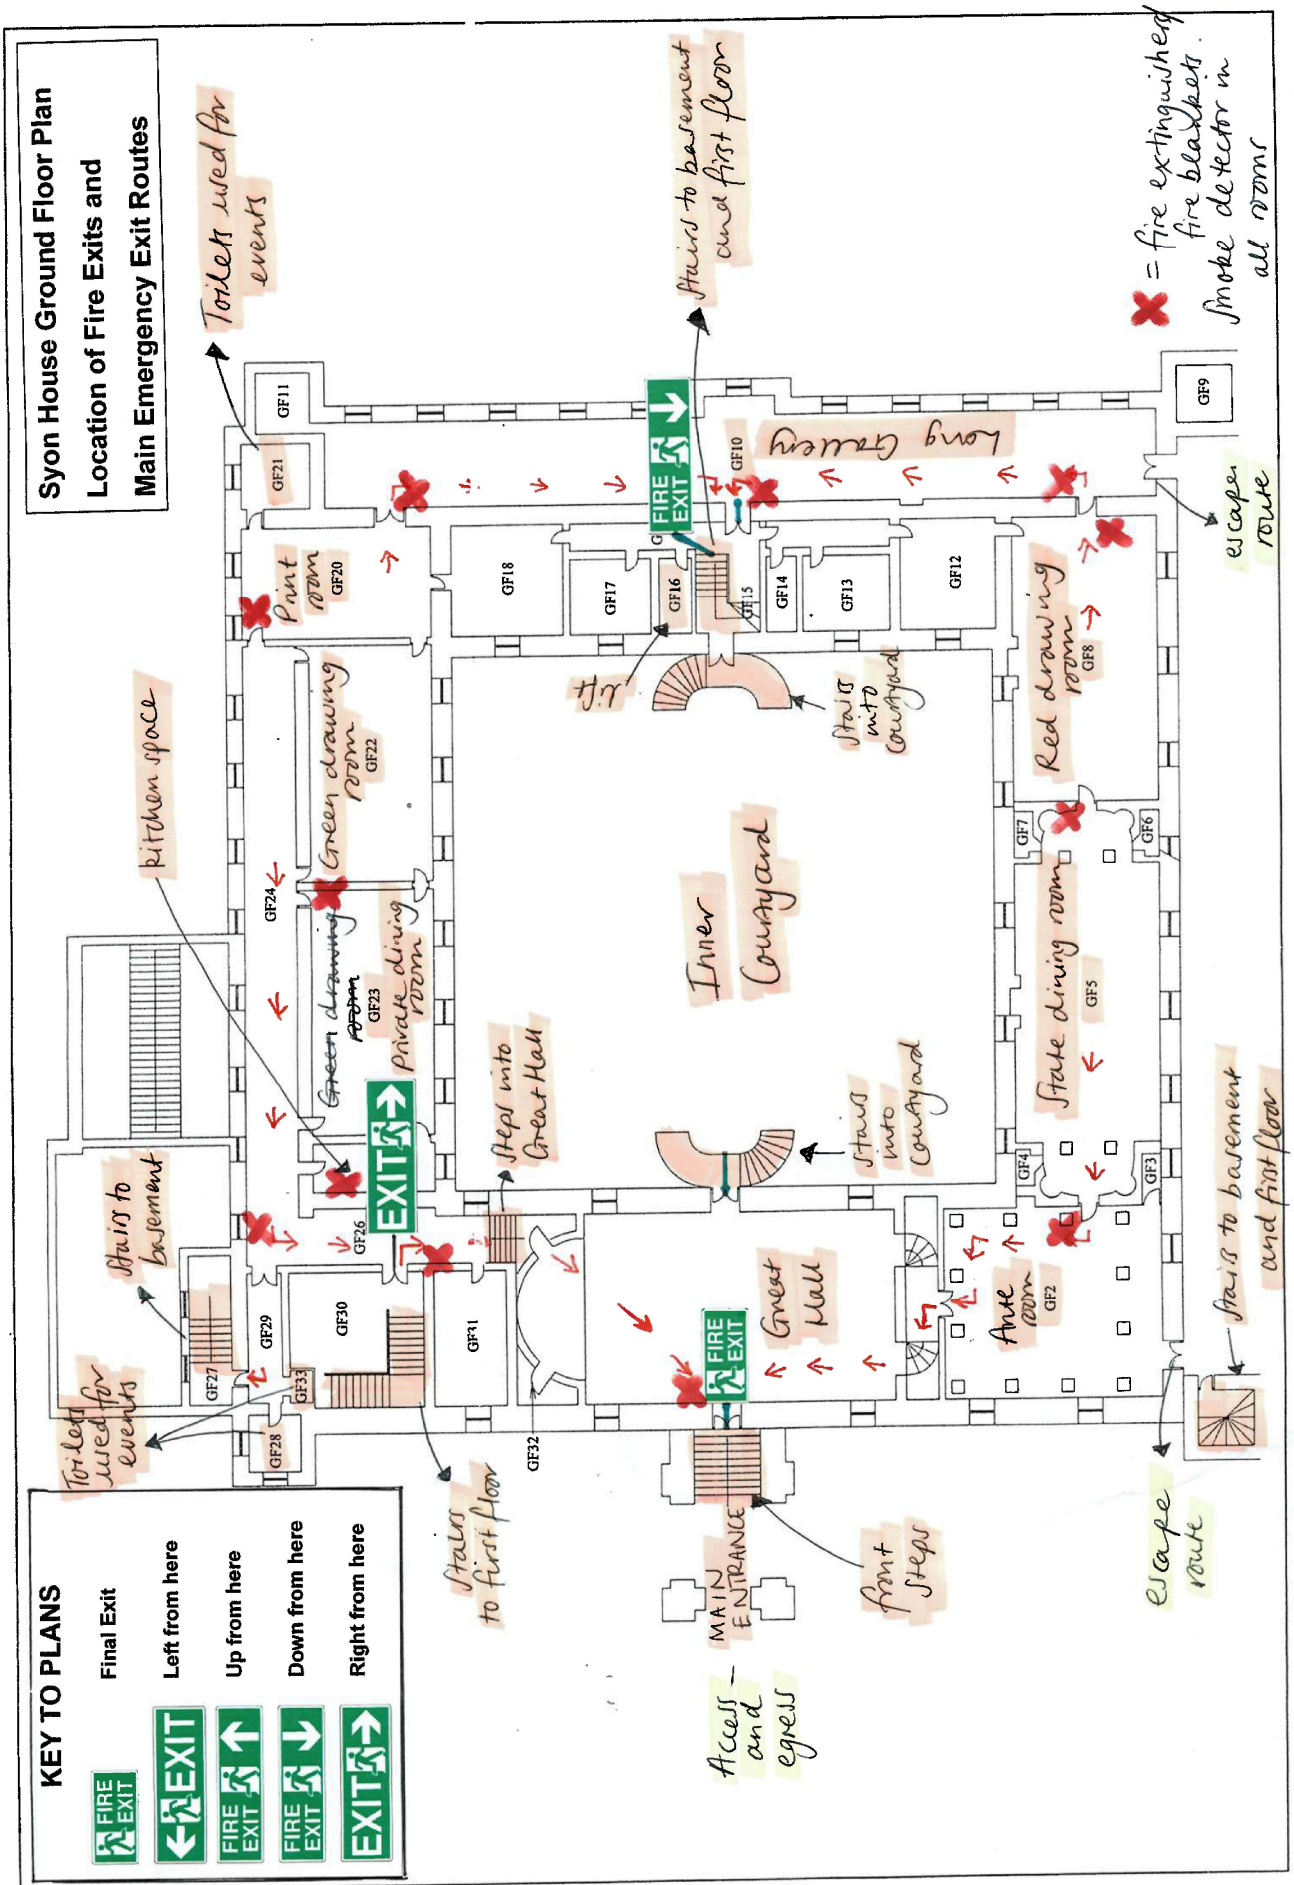 Syon House Ground Floor Plan
Location of Fire Exits and
Main Emergency Exit Routes
Toilets used for
events
Stairs to basement
and first floor
= fire extinguishers
fire blankets.
Smoke detector in
all rooms
kitchen space
GF11
GF21
Print
room
GF20
GF18
GF17
GF16
GF15
GF14
GF13
GF12
FIRE
EXIT
GF10
Long Gallery
GF9
escape
route
Red drawing
room
GF8
Green drawing
room
GF22
GF24
Green drawing
room
GF23
Private dining
room
lift
Stairs
into
Courtyard
Inner
Courtyard
GF7
GF6
State dining room
GF5
GF4
GF3
Stairs to
basement
EXIT
Steps into
Great Hall
Stairs
into
Courtyard
GF26
GF27
GF29
GF30
GF31
GF33
GF28
GF32
Toilets
used for
events
Stairs
to first floor
Great
Hall
FIRE
EXIT
Ante
room
GF2
Stairs to basement
and first floor
MAIN
ENTRANCE
front
steps
Access
and
egress
escape
route
KEY TO PLANS
FIRE
EXIT
Final Exit
EXIT
Left from here
FIRE
EXIT
Up from here
FIRE
EXIT
Down from here
EXIT
Right from here